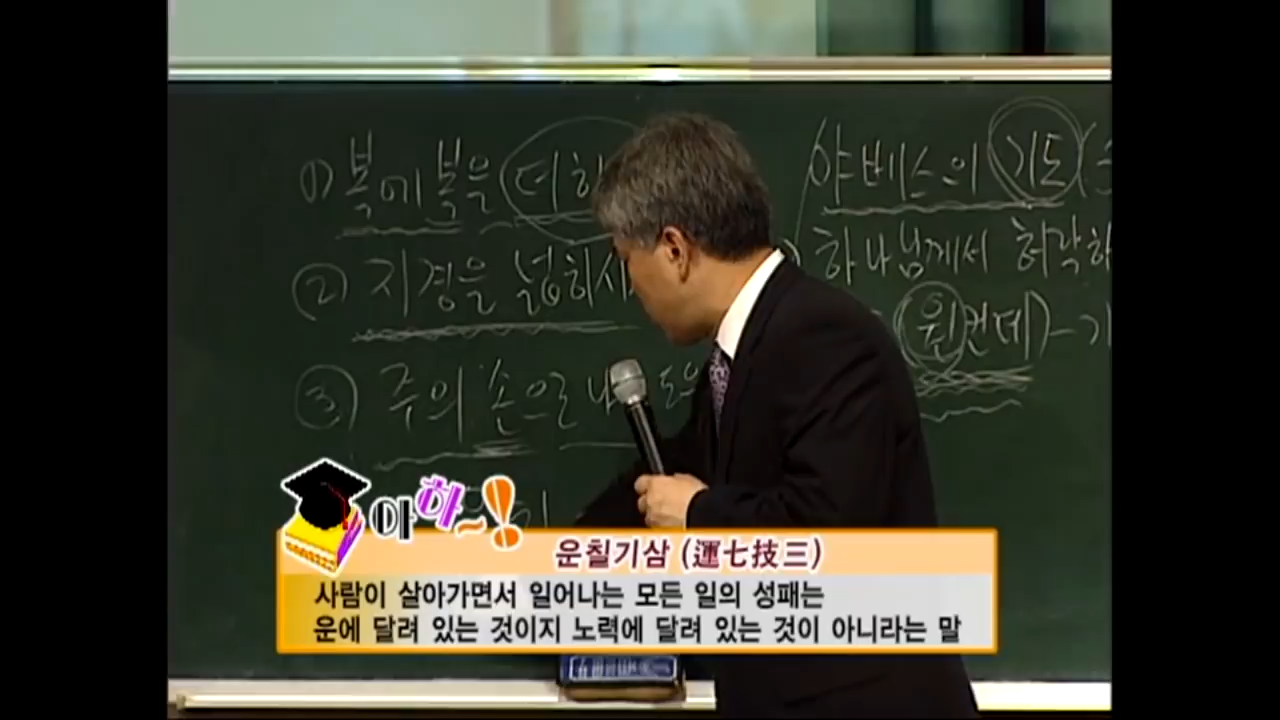 ① 복에 복을 더하
② 지경을 넓히시
③ 주의 손으로 나 도우
야베스의 기도
하나님께서 허락하
(원컨데)-
아하~!
운칠기삼 (運七技三)
사람이 살아가면서 일어나는 모든 일의 성패는
운에 달려 있는 것이지 노력에 달려 있는 것이 아니라는 말